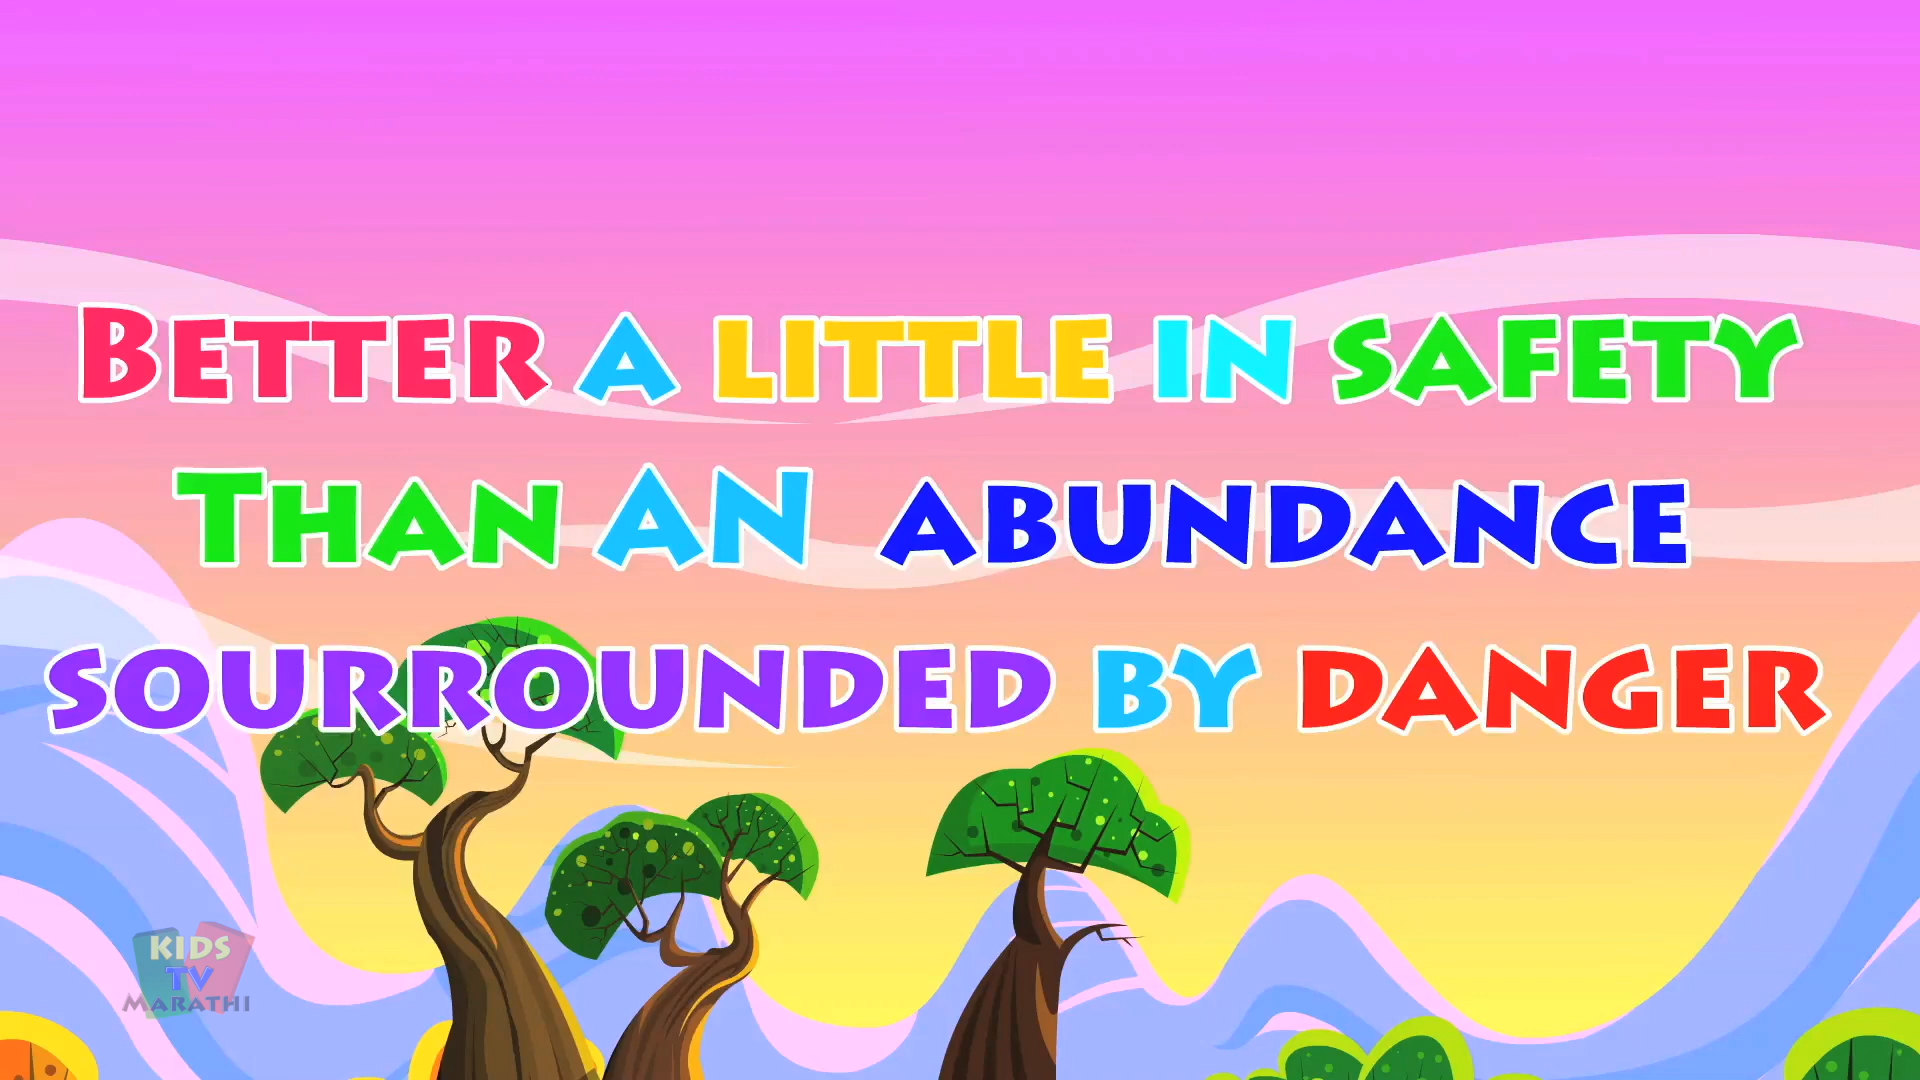 BETTER A LITTLE IN SAFETY
THAN AN ABUNDANCE
SOURROUNDED BY DANGER
KIDS
TV
MARATHI